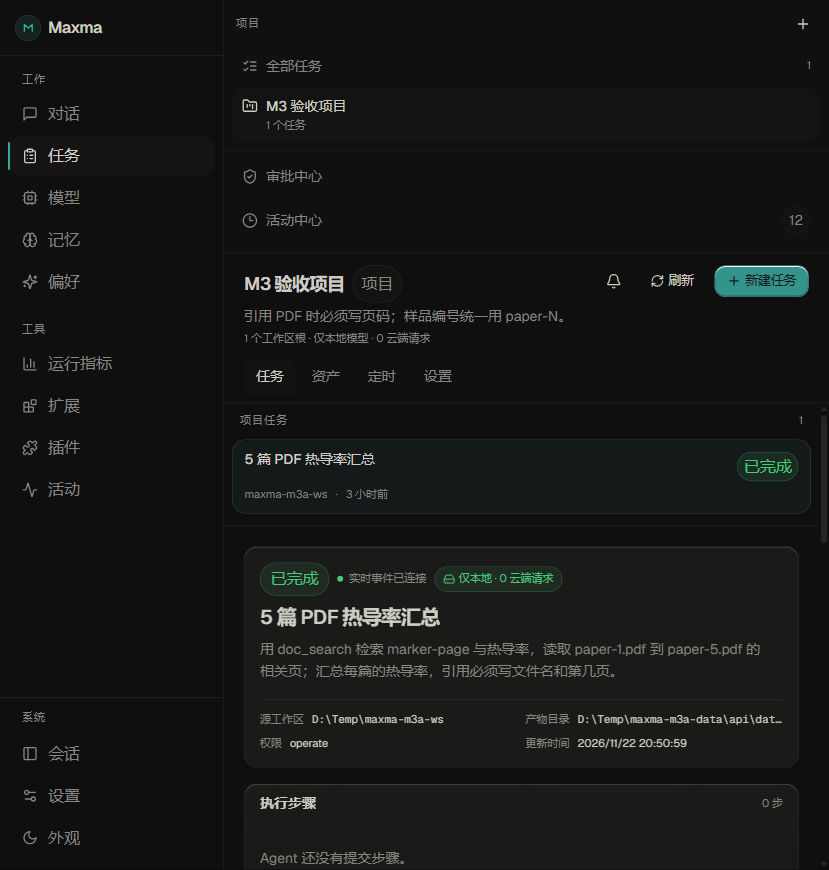 M
Maxma
工作
对话
任务
模型
记忆
偏好
工具
运行指标
扩展
插件
活动
系统
会话
设置
外观
项目
全部任务 1
M3 验收项目
1 个任务
审批中心
活动中心 12
M3 验收项目 项目
刷新
+ 新建任务
引用 PDF 时必须写页码；样品编号统一用 paper-N。
1 个工作区根 · 仅本地模型 · 0 云端请求
任务 资产 定时 设置
项目任务 1
5 篇 PDF 热导率汇总 已完成
maxma-m3a-ws · 3 小时前
已完成 实时事件已连接 仅本地 · 0 云端请求
5 篇 PDF 热导率汇总
用 doc_search 检索 marker-page 与热导率，读取 paper-1.pdf 到 paper-5.pdf 的
相关页；汇总每篇的热导率，引用必须写文件名和第几页。
源工作区 D:\Temp\maxma-m3a-ws 产物目录 D:\Temp\maxma-m3a-data\api\dat…
权限 operate 更新时间 2026/11/22 20:50:59
执行步骤 0 步
Agent 还没有提交步骤。